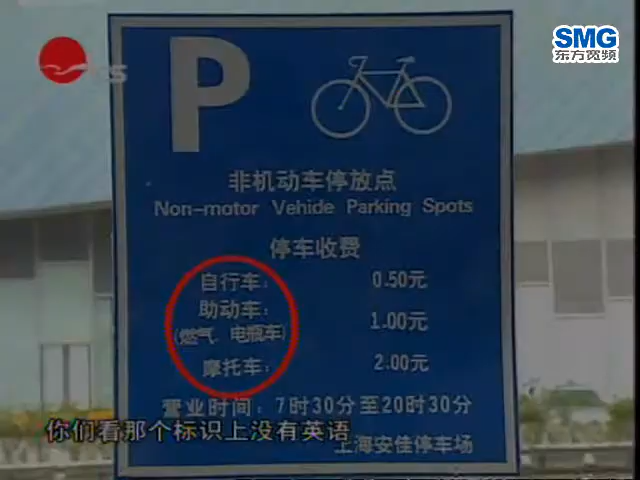 SMG
东方宽频
P
非机动车停放点
Non-motor Vehide Parking Spots
停车收费
自行车: 0.50元
助动车: 1.00元
(燃气、电瓶车)
摩托车: 2.00元
营业时间: 7时30分至20时30分
你们看那个标识上没有英语
上海安佳停车场